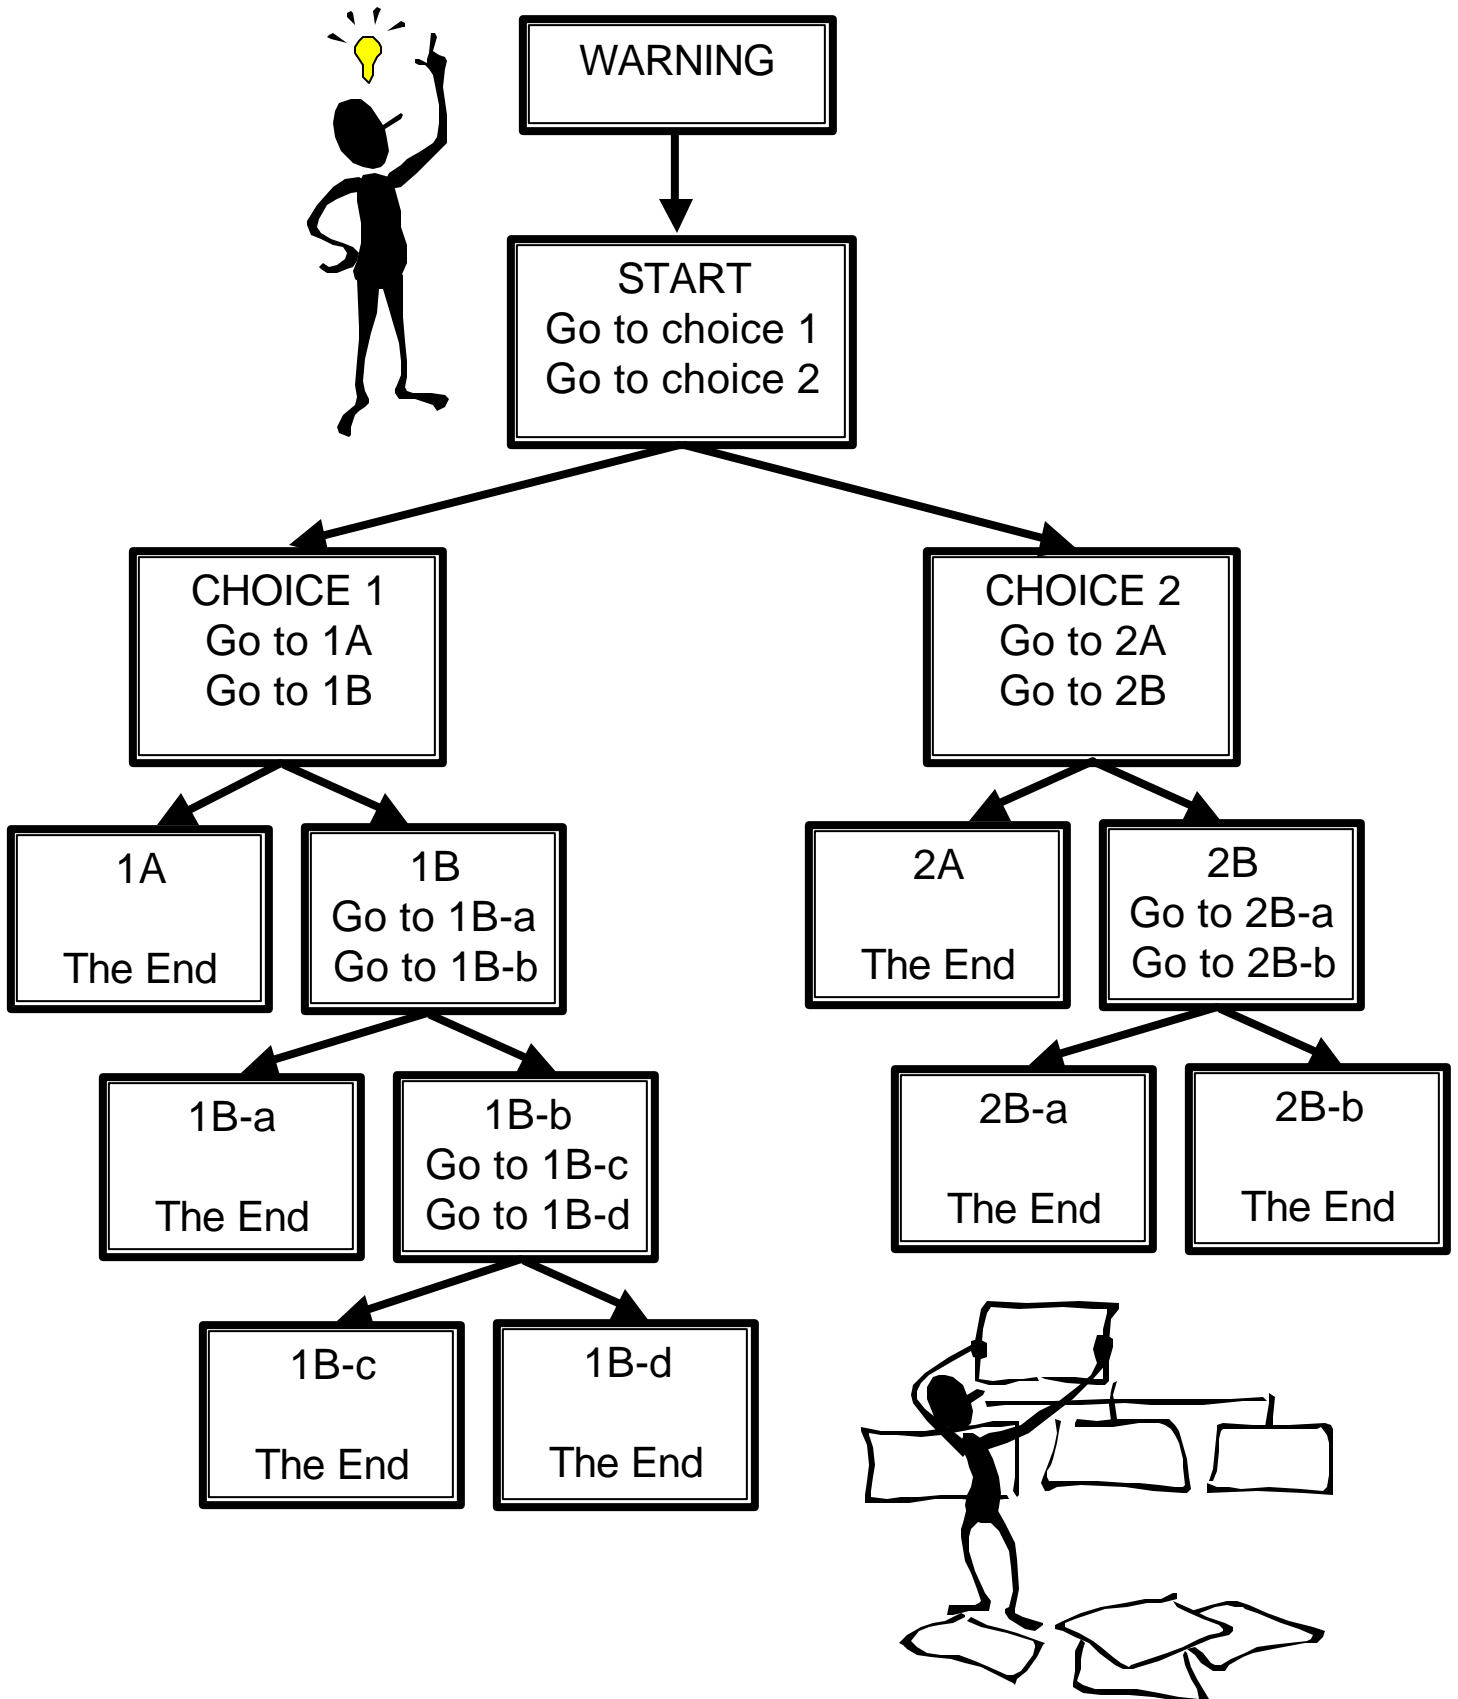 WARNING
START
Go to choice 1
Go to choice 2
CHOICE 1
Go to 1A
Go to 1B
CHOICE 2
Go to 2A
Go to 2B
1A
The End
1B
Go to 1B-a
Go to 1B-b
2A
The End
2B
Go to 2B-a
Go to 2B-b
1B-a
The End
1B-b
Go to 1B-c
Go to 1B-d
2B-a
The End
2B-b
The End
1B-c
The End
1B-d
The End